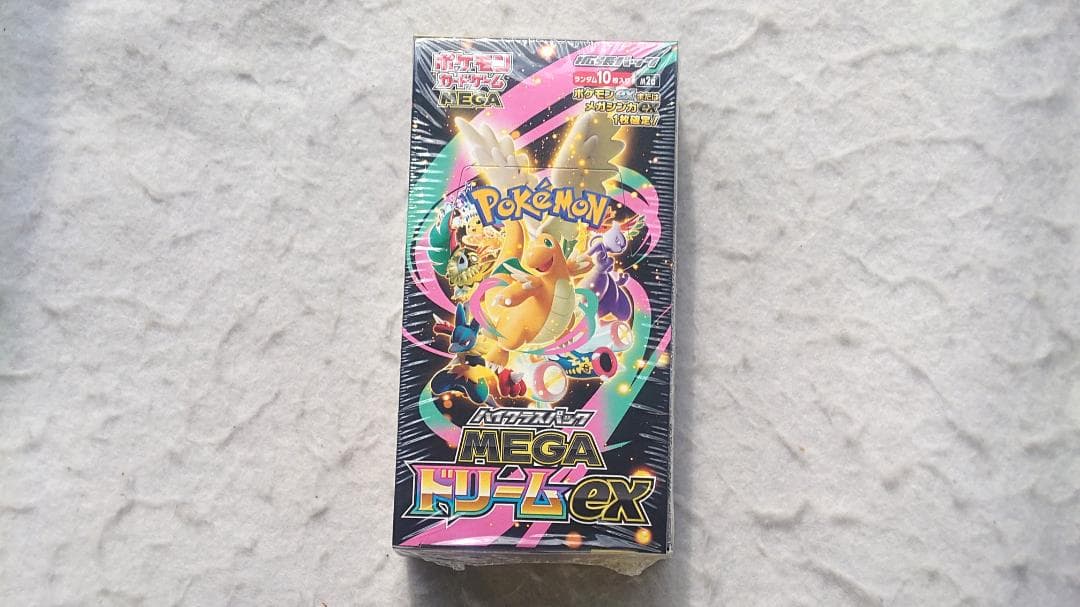 ポケモン
カードゲーム
MEGA
拡張パック
ランダム10枚入り
M2a
ポケモンexまたは
メガシンカex
1枚確定!
POKéMON
ハイクラスパック
MEGA
ドリームex